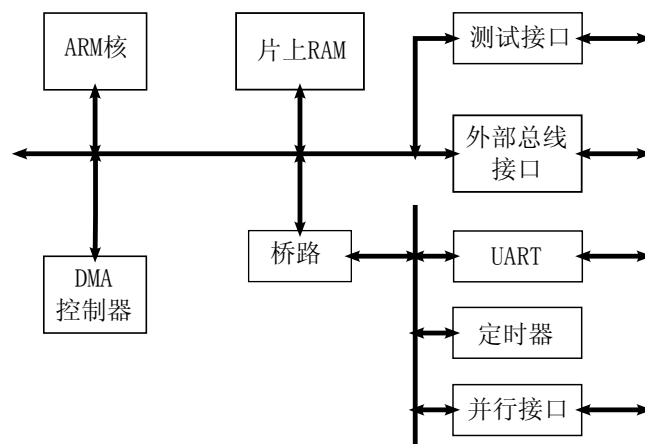 ARM核
片上RAM
测试接口
外部总线
接口
桥路
UART
DMA
控制器
定时器
并行接口